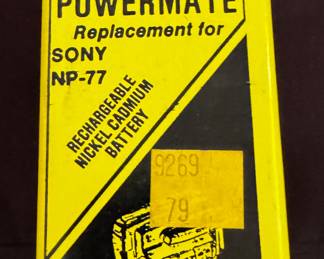 POWERMATE
Replacement for
SONY
NP-77
RECHARGEABLE
NICKEL CADMIUM
BATTERY
9269
79